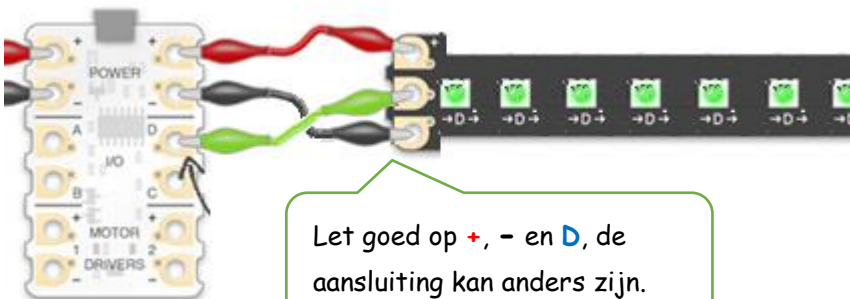 + +
POWER
- -
A D
I/O
B C
+ +
MOTOR
1 2
DRIVERS
- -
→D→ →D→ →D→ →D→ →D→ →D→ →D→
Let goed op +, - en D, de
aansluiting kan anders zijn.